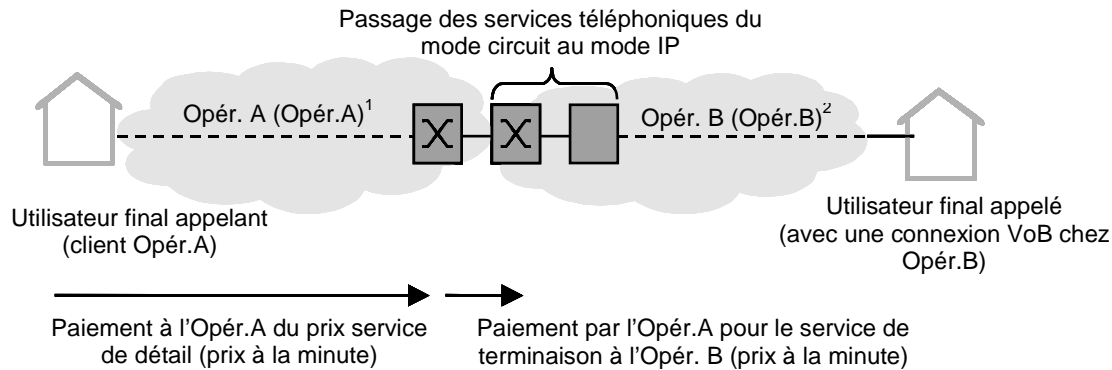 Passage des services téléphoniques du
mode circuit au mode IP
Opér. A (Opér.A)¹
Opér. B (Opér.B)²
Utilisateur final appelant
(client Opér.A)
Utilisateur final appelé
(avec une connexion VoB chez
Opér.B)
Paiement à l'Opér.A du prix service
de détail (prix à la minute)
Paiement par l'Opér.A pour le service de
terminaison à l'Opér. B (prix à la minute)